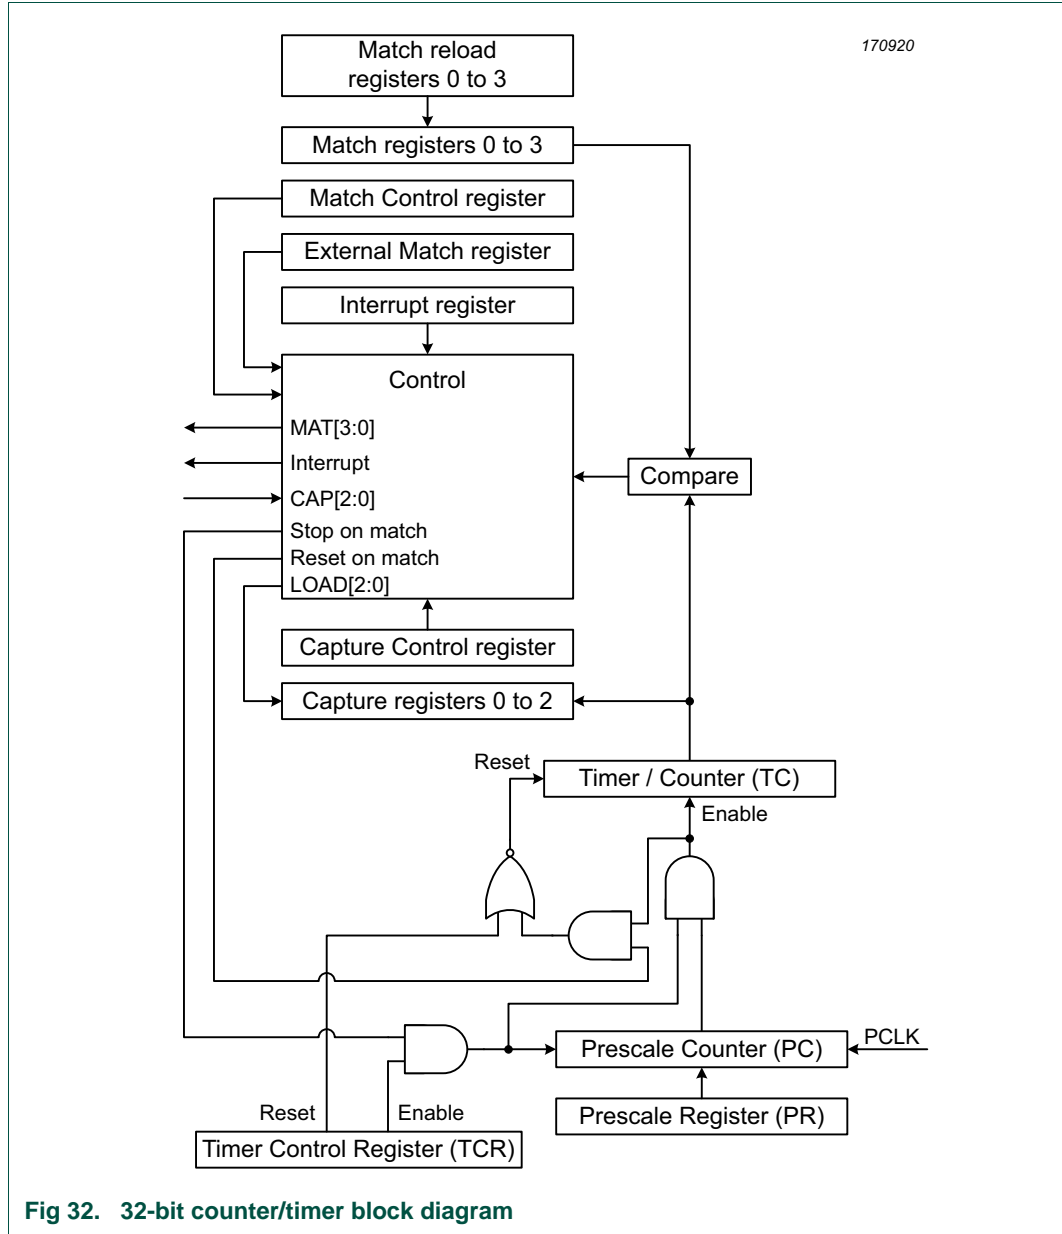 Match reload
registers 0 to 3
170920
Match registers 0 to 3
Match Control register
External Match register
Interrupt register
Control
MAT[3:0]
Interrupt
CAP[2:0]
Stop on match
Reset on match
LOAD[2:0]
Compare
Capture Control register
Capture registers 0 to 2
Reset
Timer / Counter (TC)
Enable
PCLK
Prescale Counter (PC)
Prescale Register (PR)
Reset
Enable
Timer Control Register (TCR)
Fig 32. 32-bit counter/timer block diagram